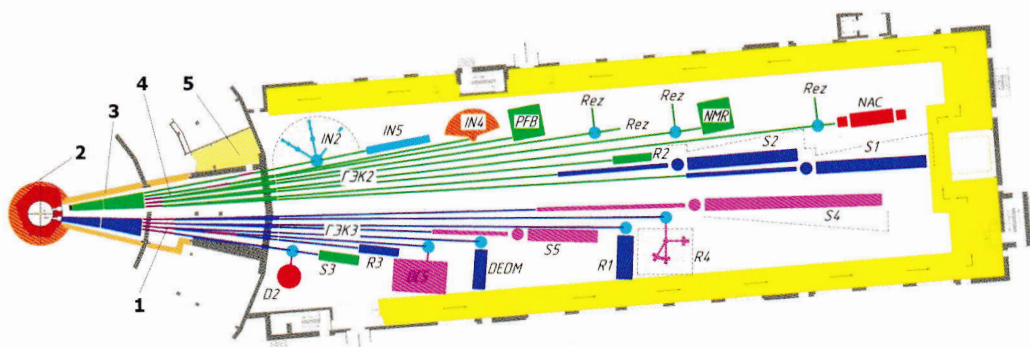 4
5
3
2
IN2
IN5
IN4
PFB
Rez
Rez
Rez
NMR
Rez
NAC
ГЭК2
R2
S2
S1
ГЭК3
S4
S5
R4
R1
DEDM
R3
S3
D2
1